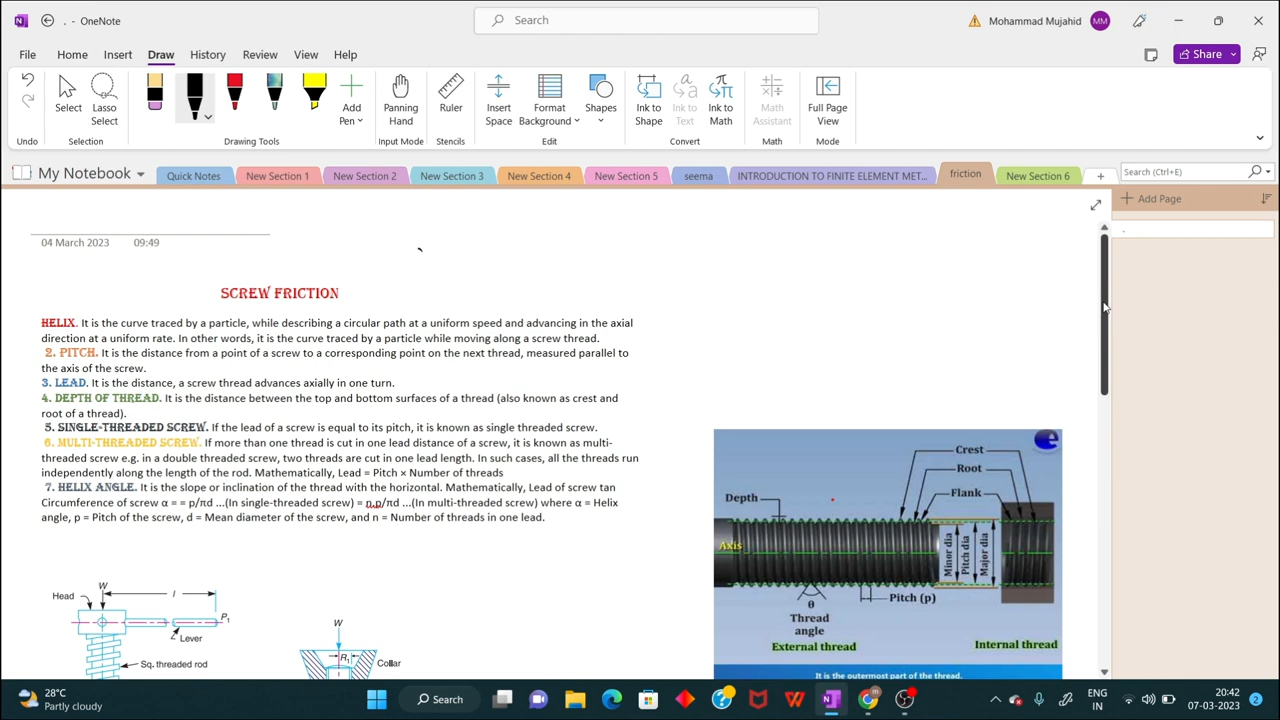 . - OneNote
Search
Mohammad Mujahid
MM
File
Home
Insert
Draw
History
Review
View
Help
Share
Undo
Select
Lasso Select
Selection
Add Pen
Drawing Tools
Panning Hand
Input Mode
Ruler
Stencils
Insert Space
Format Background
Shapes
Edit
Ink to Shape
Ink to Text
Ink to Math
Convert
Math Assistant
Math
Full Page View
Mode
My Notebook
Quick Notes
New Section 1
New Section 2
New Section 3
New Section 4
New Section 5
seema
INTRODUCTION TO FINITE ELEMENT MET...
friction
New Section 6
+
Search (Ctrl+E)
Add Page
.
04 March 2023 09:49
SCREW FRICTION
HELIX. It is the curve traced by a particle, while describing a circular path at a uniform speed and advancing in the axial
direction at a uniform rate. In other words, it is the curve traced by a particle while moving along a screw thread.
2. PITCH. It is the distance from a point of a screw to a corresponding point on the next thread, measured parallel to
the axis of the screw.
3. LEAD. It is the distance, a screw thread advances axially in one turn.
4. DEPTH OF THREAD. It is the distance between the top and bottom surfaces of a thread (also known as crest and
root of a thread).
5. SINGLE-THREADED SCREW. If the lead of a screw is equal to its pitch, it is known as single threaded screw.
6. MULTI-THREADED SCREW. If more than one thread is cut in one lead distance of a screw, it is known as multi-
threaded screw e.g. in a double threaded screw, two threads are cut in one lead length. In such cases, all the threads run
independently along the length of the rod. Mathematically, Lead = Pitch × Number of threads
7. HELIX ANGLE. It is the slope or inclination of the thread with the horizontal. Mathematically, Lead of screw tan
Circumference of screw α = = p/πd ...(In single-threaded screw) = n.p/πd ...(In multi-threaded screw) where α = Helix
angle, p = Pitch of the screw, d = Mean diameter of the screw, and n = Number of threads in one lead.
W
Head
l
P1
Lever
Sq. threaded rod
W
R1
Collar
Crest
Root
Flank
Depth
Axis
Minor dia
Pitch dia
Major dia
θ
Thread
angle
Pitch (p)
External thread
Internal thread
It is the outermost part of the thread.
28°C
Partly cloudy
Search
ENG
IN
20:42
07-03-2023
2